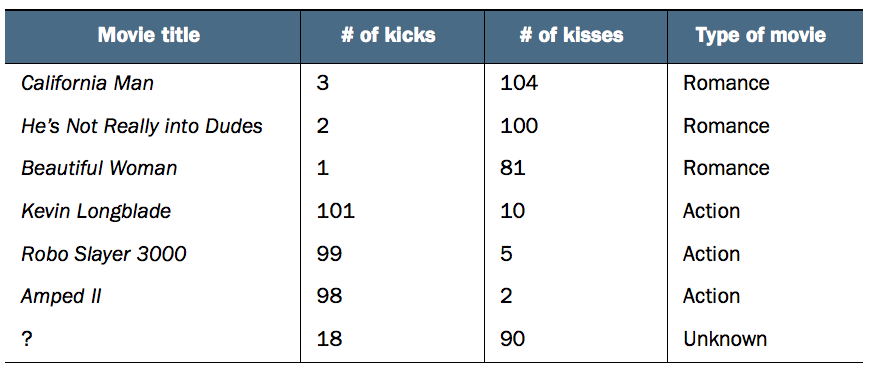 Movie title # of kicks # of kisses Type of movie
California Man 3 104 Romance
He's Not Really into Dudes 2 100 Romance
Beautiful Woman 1 81 Romance
Kevin Longblade 101 10 Action
Robo Slayer 3000 99 5 Action
Amped II 98 2 Action
? 18 90 Unknown